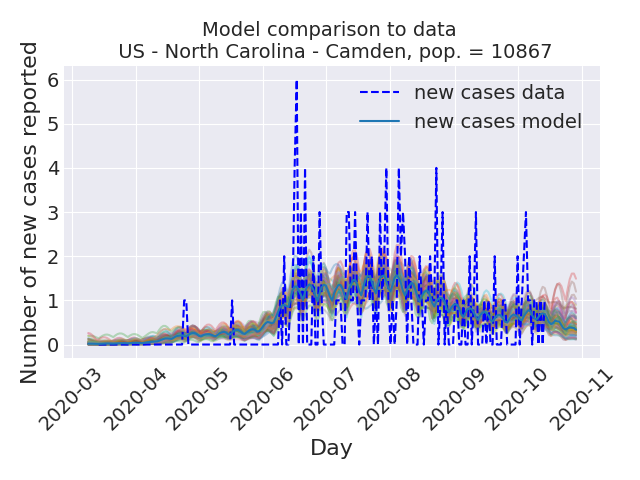 Model comparison to data
US - North Carolina - Camden, pop. = 10867
Number of new cases reported
6
5
4
3
2
1
0
new cases data
new cases model
2020-03
2020-04
2020-05
2020-06
2020-07
2020-08
2020-09
2020-10
2020-11
Day